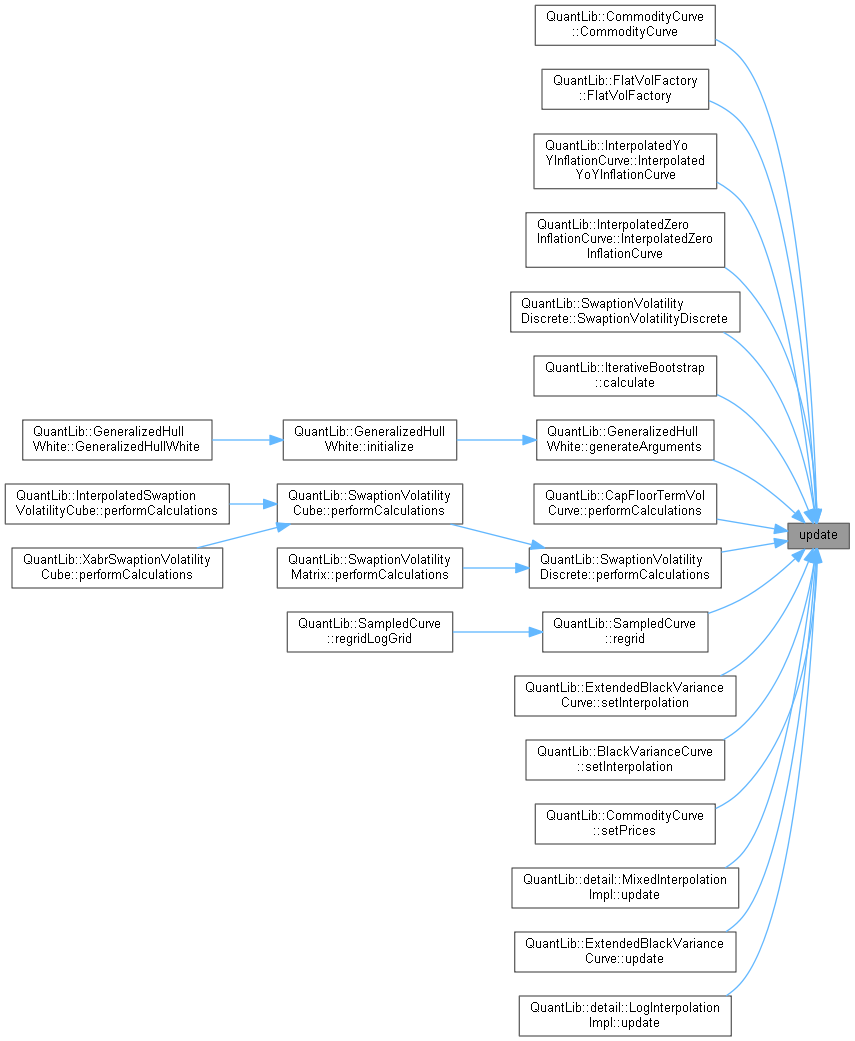 QuantLib::CommodityCurve
::CommodityCurve
QuantLib::FlatVolFactory
::FlatVolFactory
QuantLib::InterpolatedYo
YInflationCurve::Interpolated
YoYInflationCurve
QuantLib::InterpolatedZero
InflationCurve::InterpolatedZero
InflationCurve
QuantLib::SwaptionVolatility
Discrete::SwaptionVolatilityDiscrete
QuantLib::IterativeBootstrap
::calculate
QuantLib::GeneralizedHull
White::GeneralizedHullWhite
QuantLib::GeneralizedHull
White::initialize
QuantLib::GeneralizedHull
White::generateArguments
QuantLib::InterpolatedSwaption
VolatilityCube::performCalculations
QuantLib::SwaptionVolatility
Cube::performCalculations
QuantLib::CapFloorTermVol
Curve::performCalculations
update
QuantLib::XabrSwaptionVolatility
Cube::performCalculations
QuantLib::SwaptionVolatility
Matrix::performCalculations
QuantLib::SwaptionVolatility
Discrete::performCalculations
QuantLib::SampledCurve
::regridLogGrid
QuantLib::SampledCurve
::regrid
QuantLib::ExtendedBlackVariance
Curve::setInterpolation
QuantLib::BlackVarianceCurve
::setInterpolation
QuantLib::CommodityCurve
::setPrices
QuantLib::detail::MixedInterpolation
Impl::update
QuantLib::ExtendedBlackVariance
Curve::update
QuantLib::detail::LogInterpolation
Impl::update